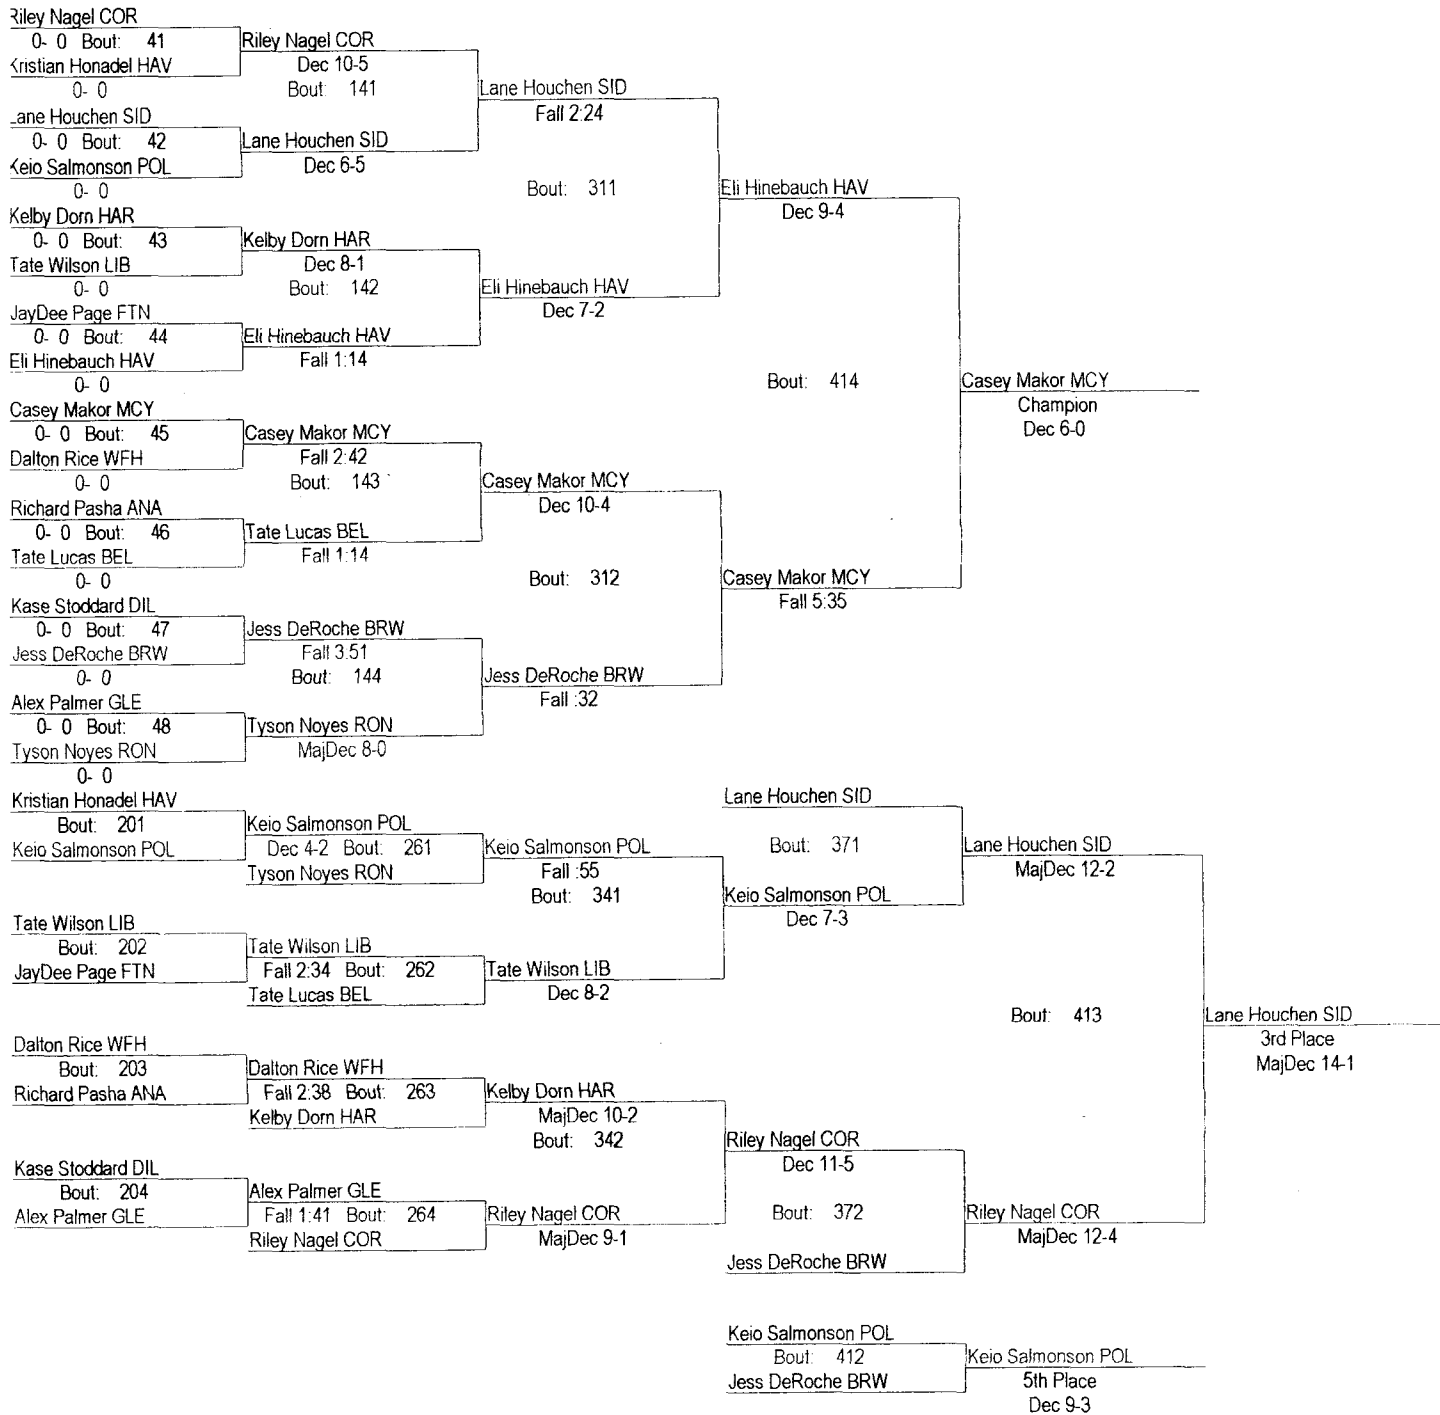 Riley Nagel COR
0- 0 Bout: 41
Kristian Honadel HAV
0- 0
Lane Houchen SID
0- 0 Bout: 42
Keio Salmonson POL
0- 0
Kelby Dorn HAR
0- 0 Bout: 43
Tate Wilson LIB
0- 0
JayDee Page FTN
0- 0 Bout: 44
Eli Hinebauch HAV
0- 0
Casey Makor MCY
0- 0 Bout: 45
Dalton Rice WFH
0- 0
Richard Pasha ANA
0- 0 Bout: 46
Tate Lucas BEL
0- 0
Kase Stoddard DIL
0- 0 Bout: 47
Jess DeRoche BRW
0- 0
Alex Palmer GLE
0- 0 Bout: 48
Tyson Noyes RON
0- 0
Riley Nagel COR
Dec 10-5
Bout: 141
Lane Houchen SID
Dec 6-5
Kelby Dorn HAR
Dec 8-1
Bout: 142
Eli Hinebauch HAV
Fall 1:14
Casey Makor MCY
Fall 2:42
Bout: 143
Tate Lucas BEL
Fall 1:14
Jess DeRoche BRW
Fall 3:51
Bout: 144
Tyson Noyes RON
MajDec 8-0
Lane Houchen SID
Fall 2:24
Bout: 311
Eli Hinebauch HAV
Dec 7-2
Casey Makor MCY
Dec 10-4
Bout: 312
Jess DeRoche BRW
Fall :32
Eli Hinebauch HAV
Dec 9-4
Bout: 414
Casey Makor MCY
Fall 5:35
Casey Makor MCY
Champion
Dec 6-0
Kristian Honadel HAV
Bout: 201
Keio Salmonson POL
Tate Wilson LIB
Bout: 202
JayDee Page FTN
Dalton Rice WFH
Bout: 203
Richard Pasha ANA
Kase Stoddard DIL
Bout: 204
Alex Palmer GLE
Keio Salmonson POL
Dec 4-2 Bout: 261
Tyson Noyes RON
Tate Wilson LIB
Fall 2:34 Bout: 262
Tate Lucas BEL
Dalton Rice WFH
Fall 2:38 Bout: 263
Kelby Dorn HAR
Alex Palmer GLE
Fall 1:41 Bout: 264
Riley Nagel COR
Keio Salmonson POL
Fall :55
Bout: 341
Tate Wilson LIB
Dec 8-2
Kelby Dorn HAR
MajDec 10-2
Bout: 342
Riley Nagel COR
MajDec 9-1
Lane Houchen SID
Bout: 371
Keio Salmonson POL
Dec 7-3
Riley Nagel COR
Dec 11-5
Bout: 372
Jess DeRoche BRW
Lane Houchen SID
MajDec 12-2
Bout: 413
Riley Nagel COR
MajDec 12-4
Lane Houchen SID
3rd Place
MajDec 14-1
Keio Salmonson POL
Bout: 412
Jess DeRoche BRW
Keio Salmonson POL
5th Place
Dec 9-3